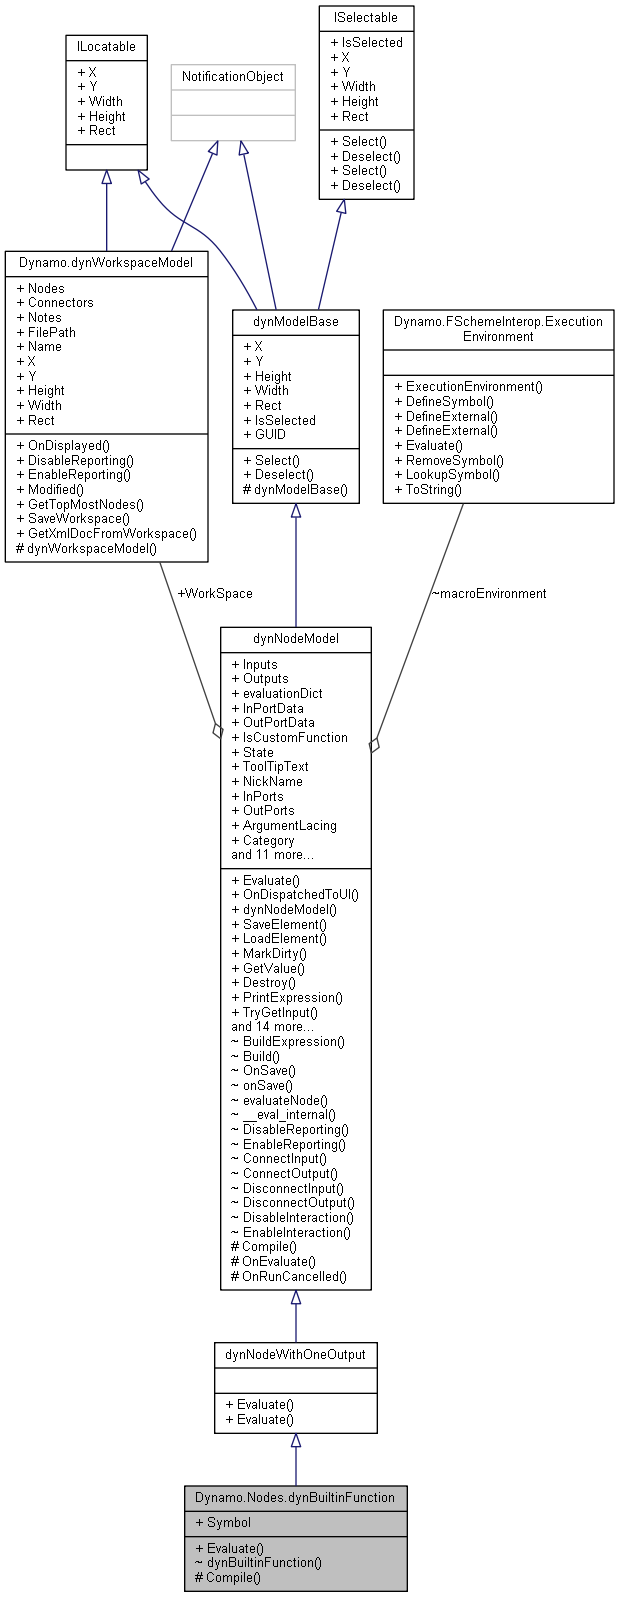 ISelectable
+ IsSelected
+ X
+ Y
+ Width
+ Height
+ Rect
+ Select()
+ Deselect()
+ Select()
+ Deselect()
ILocatable
+ X
+ Y
+ Width
+ Height
+ Rect
NotificationObject
Dynamo.dynWorkspaceModel
+ Nodes
+ Connectors
+ Notes
+ FilePath
+ Name
+ X
+ Y
+ Height
+ Width
+ Rect
+ OnDisplayed()
+ DisableReporting()
+ EnableReporting()
+ Modified()
+ GetTopMostNodes()
+ SaveWorkspace()
+ GetXmlDocFromWorkspace()
# dynWorkspaceModel()
dynModelBase
+ X
+ Y
+ Height
+ Width
+ Rect
+ IsSelected
+ GUID
+ Select()
+ Deselect()
# dynModelBase()
Dynamo.FSchemeInterop.Execution
Environment
+ ExecutionEnvironment()
+ DefineSymbol()
+ DefineExternal()
+ DefineExternal()
+ Evaluate()
+ RemoveSymbol()
+ LookupSymbol()
+ ToString()
+WorkSpace
~macroEnvironment
dynNodeModel
+ Inputs
+ Outputs
+ evaluationDict
+ InPortData
+ OutPortData
+ IsCustomFunction
+ State
+ ToolTipText
+ NickName
+ InPorts
+ OutPorts
+ ArgumentLacing
+ Category
and 11 more...
+ Evaluate()
+ OnDispatchedToUI()
+ dynNodeModel()
+ SaveElement()
+ LoadElement()
+ MarkDirty()
+ GetValue()
+ Destroy()
+ PrintExpression()
+ TryGetInput()
and 14 more...
~ BuildExpression()
~ Build()
~ OnSave()
~ onSave()
~ evaluateNode()
~ __eval_internal()
~ DisableReporting()
~ EnableReporting()
~ ConnectInput()
~ ConnectOutput()
~ DisconnectInput()
~ DisconnectOutput()
~ DisableInteraction()
~ EnableInteraction()
# Compile()
# OnEvaluate()
# OnRunCancelled()
dynNodeWithOneOutput
+ Evaluate()
+ Evaluate()
Dynamo.Nodes.dynBuiltinFunction
+ Symbol
+ Evaluate()
~ dynBuiltinFunction()
# Compile()